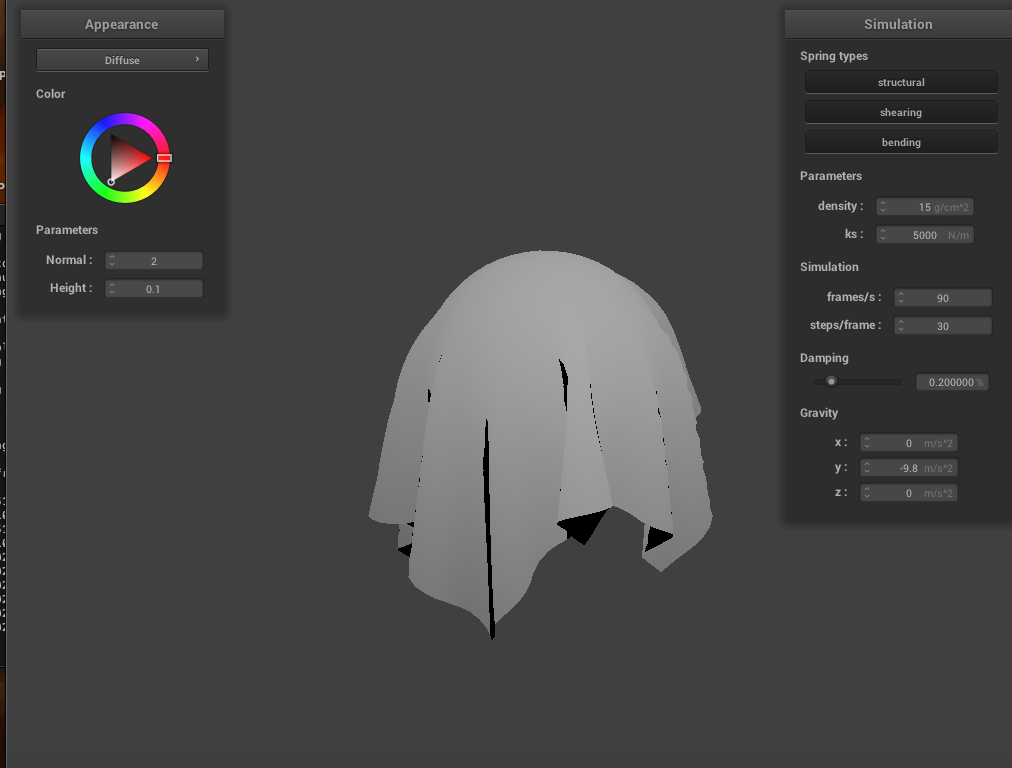 Appearance
Diffuse
Color
Parameters
Normal : 2
Height : 0.1
Simulation
Spring types
structural
shearing
bending
Parameters
density : 15 g/cm^2
ks : 5000 N/m
Simulation
frames/s : 90
steps/frame : 30
Damping
0.200000 %
Gravity
x : 0 m/s^2
y : -9.8 m/s^2
z : 0 m/s^2